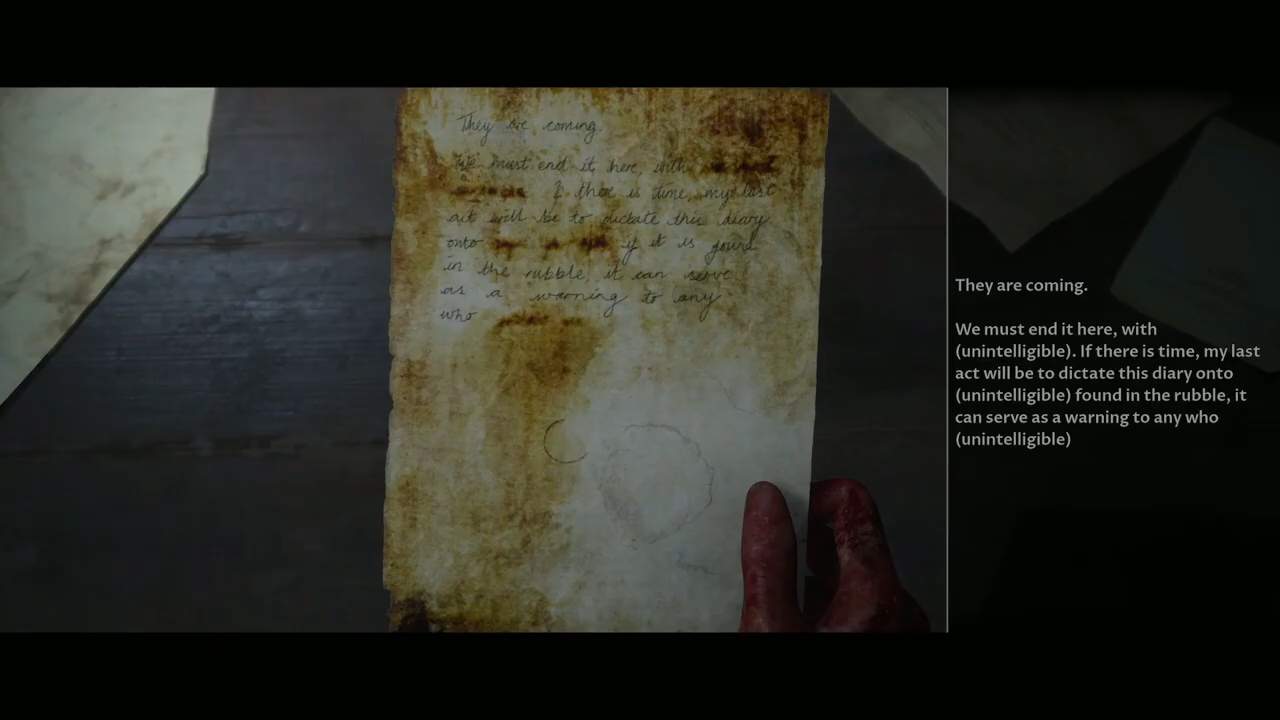 They are coming.
We must end it here, with
is time, my last
act will be to dictate this diary
onto if it is
in the rubble, it can serve
as a warning to any
who
They are coming.
We must end it here, with
(unintelligible). If there is time, my last
act will be to dictate this diary onto
(unintelligible) found in the rubble, it
can serve as a warning to any who
(unintelligible)